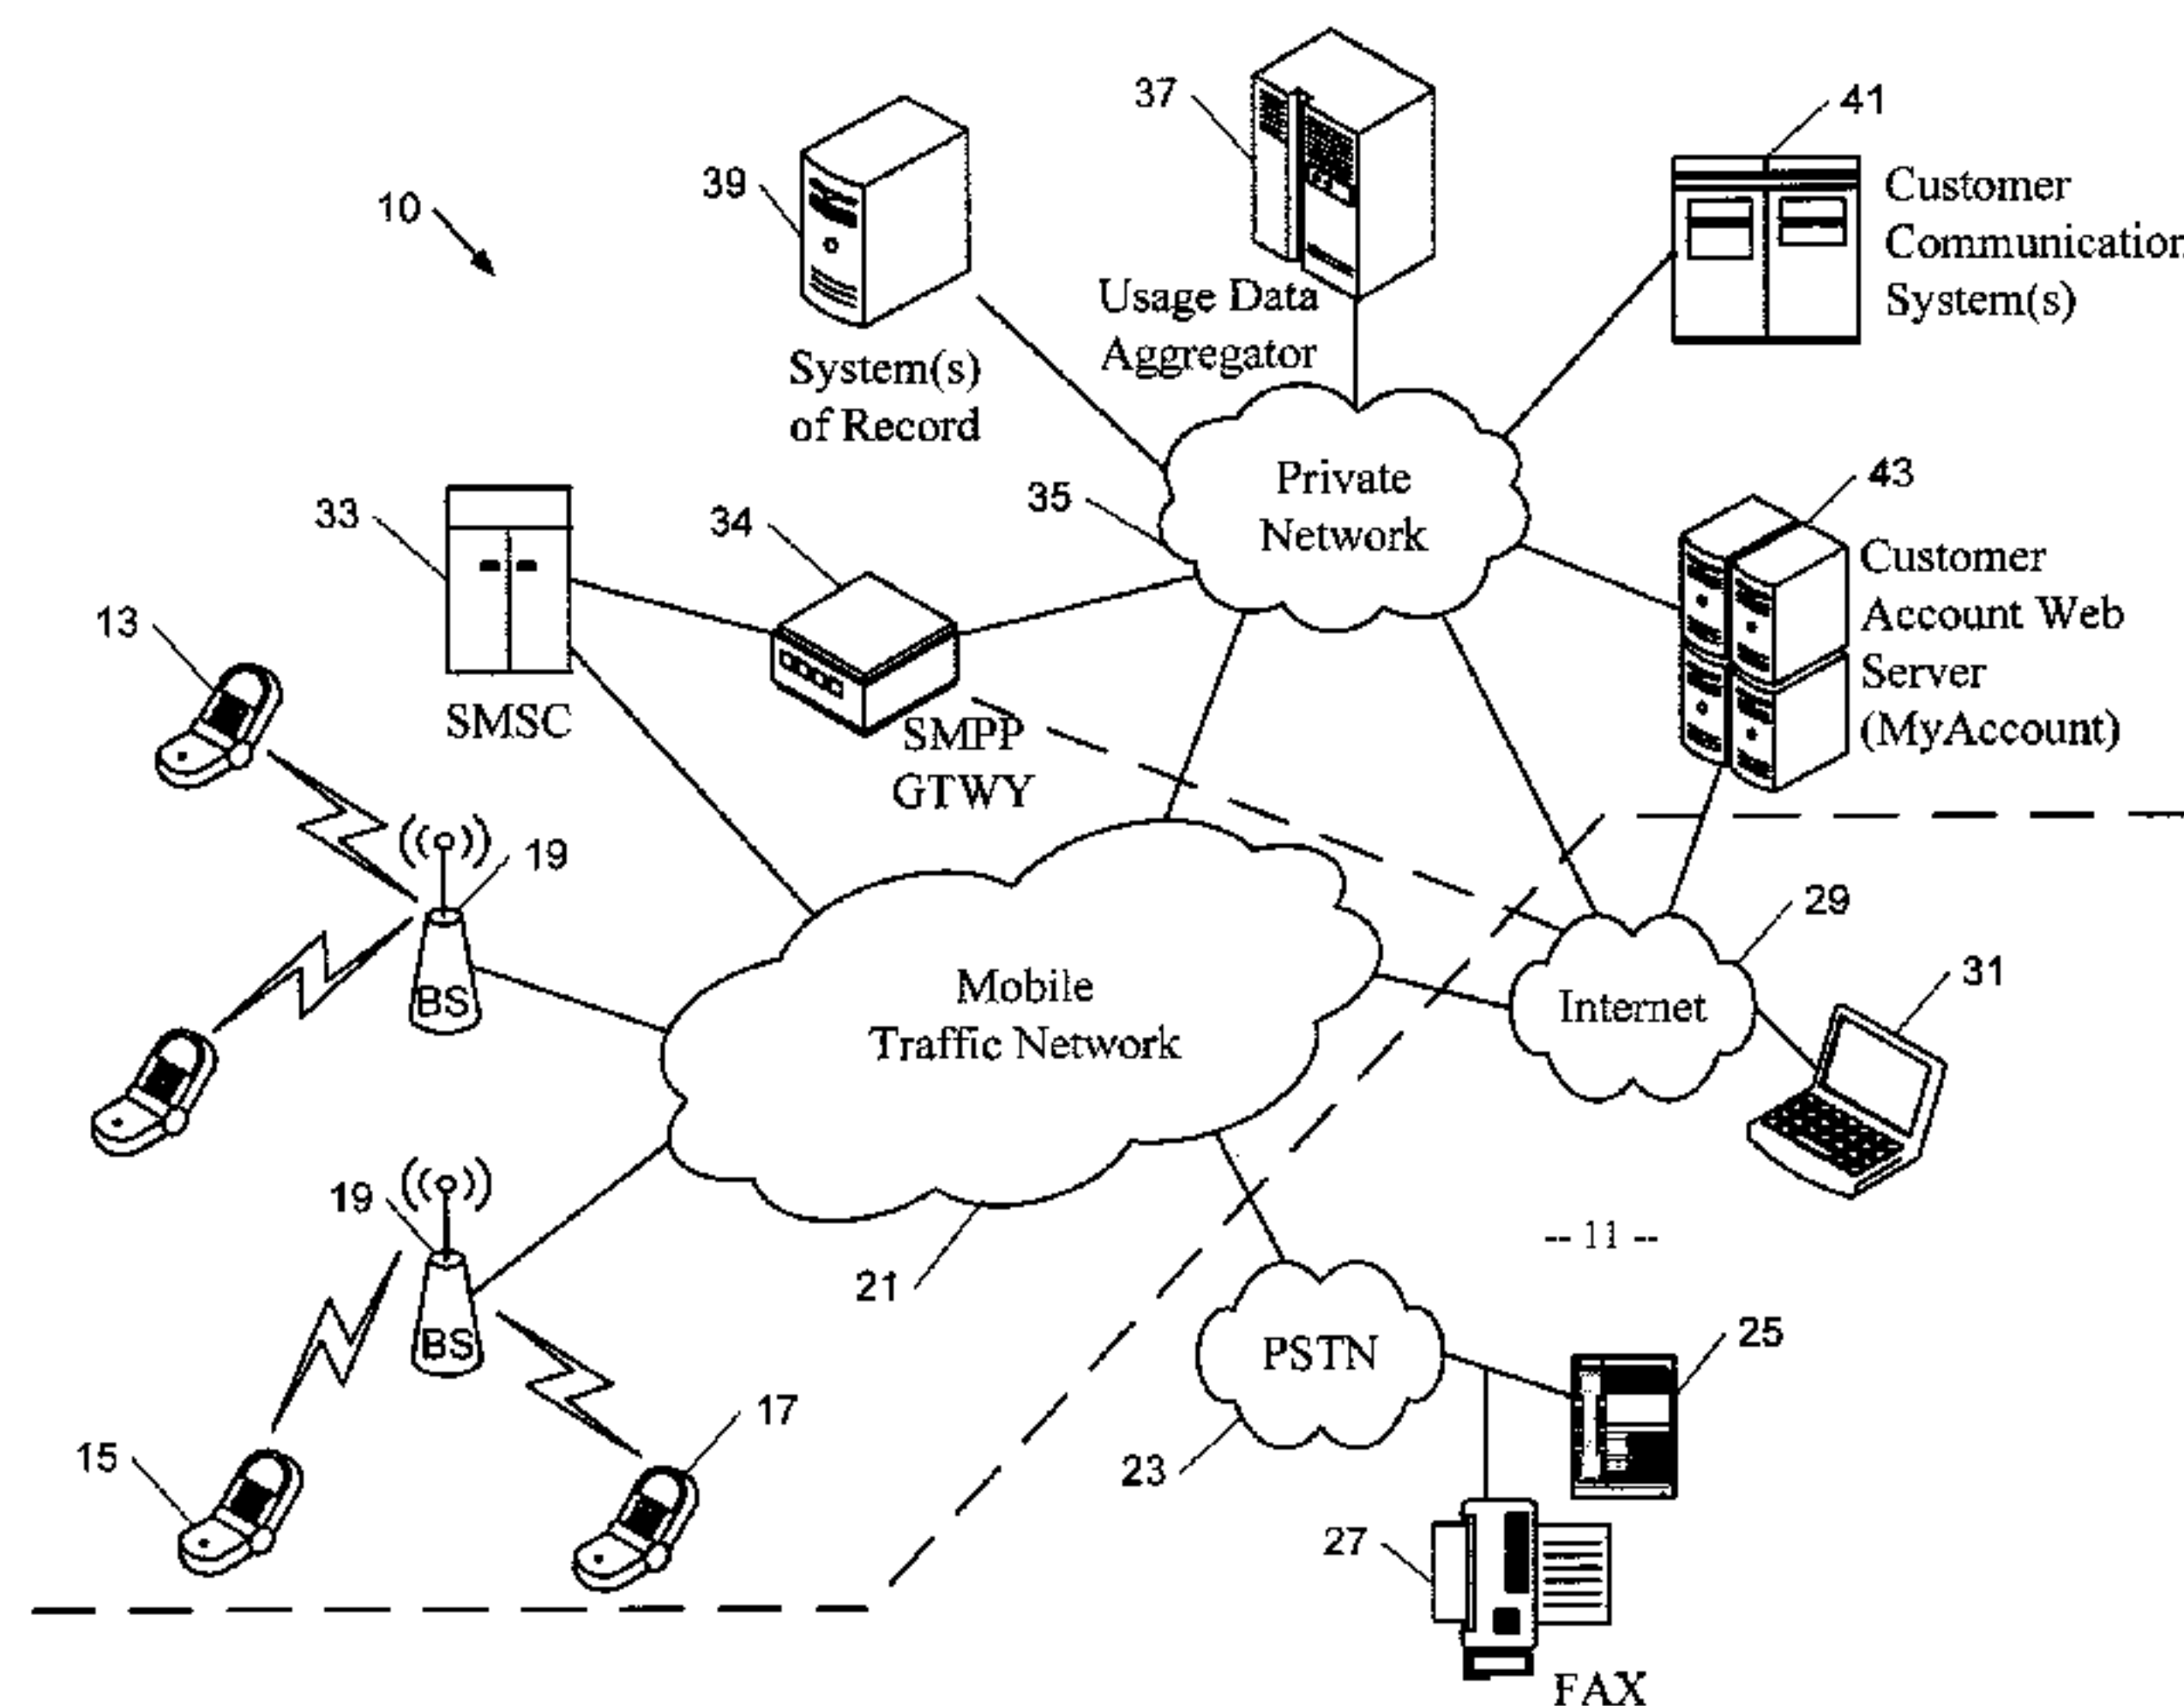 37
41
39
Customer
Communication
System(s)
10
Usage Data
Aggregator
System(s)
of Record
Private
Network
35
43
33
34
Customer
Account Web
Server
(MyAccount)
13
SMSC
SMPP
GTWY
19
29
BS
Mobile
Traffic Network
Internet
31
19
21
-- 11 --
BS
PSTN
25
17
15
23
27
FAX